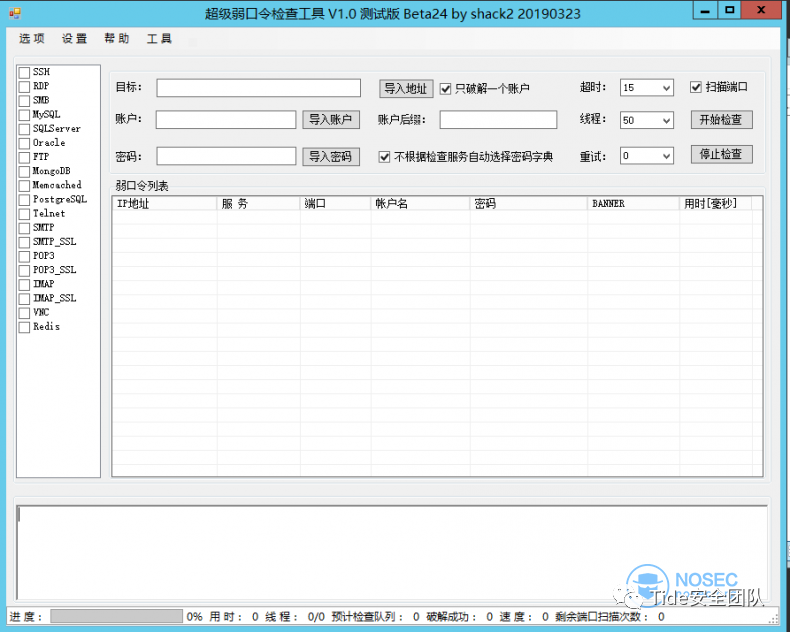 超级弱口令检查工具 V1.0 测试版 Beta24 by shack2 20190323
选项 设置 帮助 工具
SSH
RDP
SMB
MySQL
SQLServer
Oracle
FTP
MongoDB
Memcached
PostgreSQL
Telnet
SMTP
SMTP_SSL
POP3
POP3_SSL
IMAP
IMAP_SSL
VNC
Redis
目标： 导入地址 只破解一个账户 超时： 15 扫描端口
账户： 导入账户 账户后缀： 线程： 50 开始检查
密码： 导入密码 不根据检查服务自动选择密码字典 重试： 0 停止检查
弱口令列表
IP地址 服 务 端口 帐户名 密码 BANNER 用时[毫秒]
NOSEC
Tide安全团队
进度： 0% 用时： 0 线程： 0/0 预计检查队列： 0 破解成功： 0 速度： 0 剩余端口扫描次数： 0